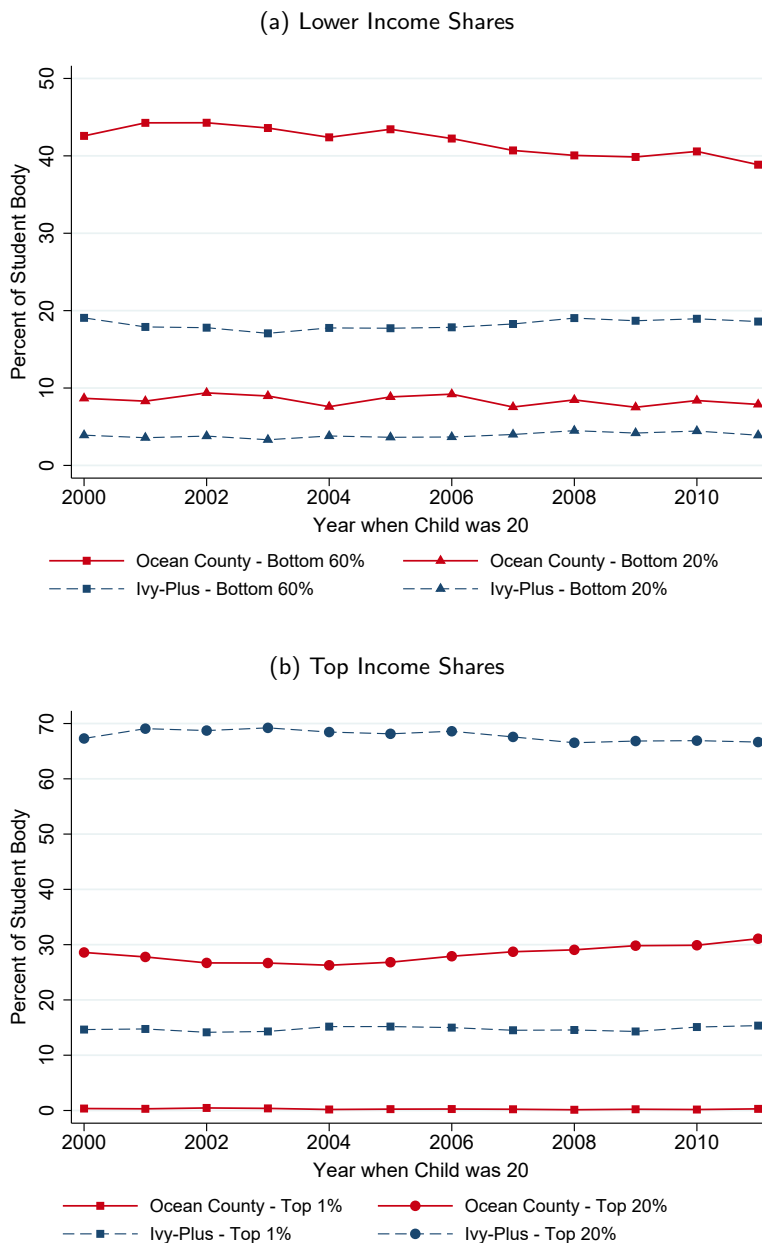 (a) Lower Income Shares
50
40
30
20
10
0
Percent of Student Body
2000 2002 2004 2006 2008 2010
Year when Child was 20
Ocean County - Bottom 60% Ocean County - Bottom 20%
Ivy-Plus - Bottom 60% Ivy-Plus - Bottom 20%
(b) Top Income Shares
70
60
50
40
30
20
10
0
Percent of Student Body
2000 2002 2004 2006 2008 2010
Year when Child was 20
Ocean County - Top 1% Ocean County - Top 20%
Ivy-Plus - Top 1% Ivy-Plus - Top 20%